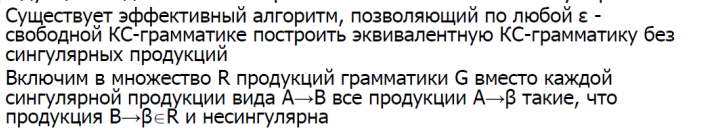 Существует эффективный алгоритм, позволяющий по любой ε -
свободной КС-грамматике построить эквивалентную КС-грамматику без
сингулярных продукций
Включим в множество R продукций грамматики G вместо каждой
сингулярной продукции вида A→B все продукции A→β такие, что
продукция B→β∈R и несингулярна